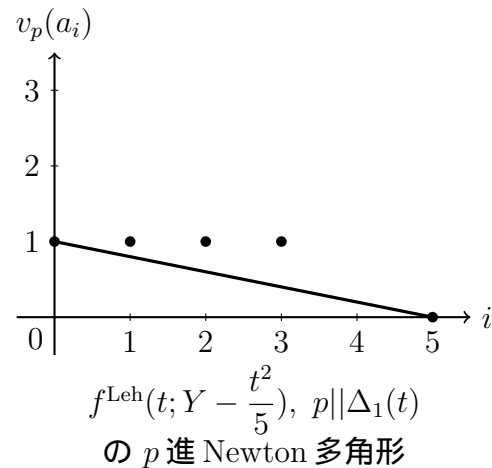 v_p(a_i)
3
2
1
0 1 2 3 4 5 i
f^{Leh}(t; Y - \frac{t^2}{5}), p||Δ_1(t)
の p 進 Newton 多角形